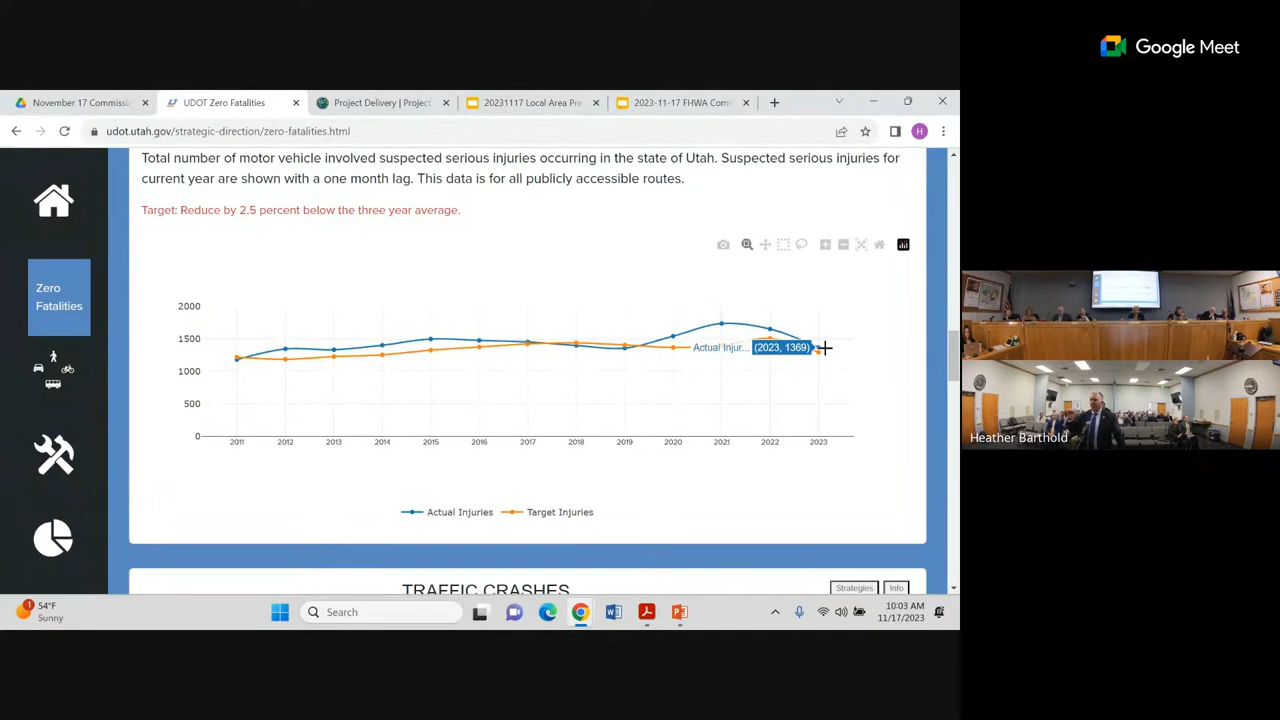 Google Meet
November 17 Commissi
UDOT Zero Fatalities
Project Delivery | Project
20231117 Local Area Pre
2023-11-17 FHWA Com
udot.utah.gov/strategic-direction/zero-fatalities.html
H
Total number of motor vehicle involved suspected serious injuries occurring in the state of Utah. Suspected serious injuries for
current year are shown with a one month lag. This data is for all publicly accessible routes.
Target: Reduce by 2.5 percent below the three year average.
Zero
Fatalities
2000
1500
1000
500
0
Actual Injur... (2023, 1369)
2011 2012 2013 2014 2015 2016 2017 2018 2019 2020 2021 2022 2023
Actual Injuries Target Injuries
TRAFFIC CRASHES
Strategies Info
Heather Barthold
1
54°F
Sunny
Search
10:03 AM
11/17/2023